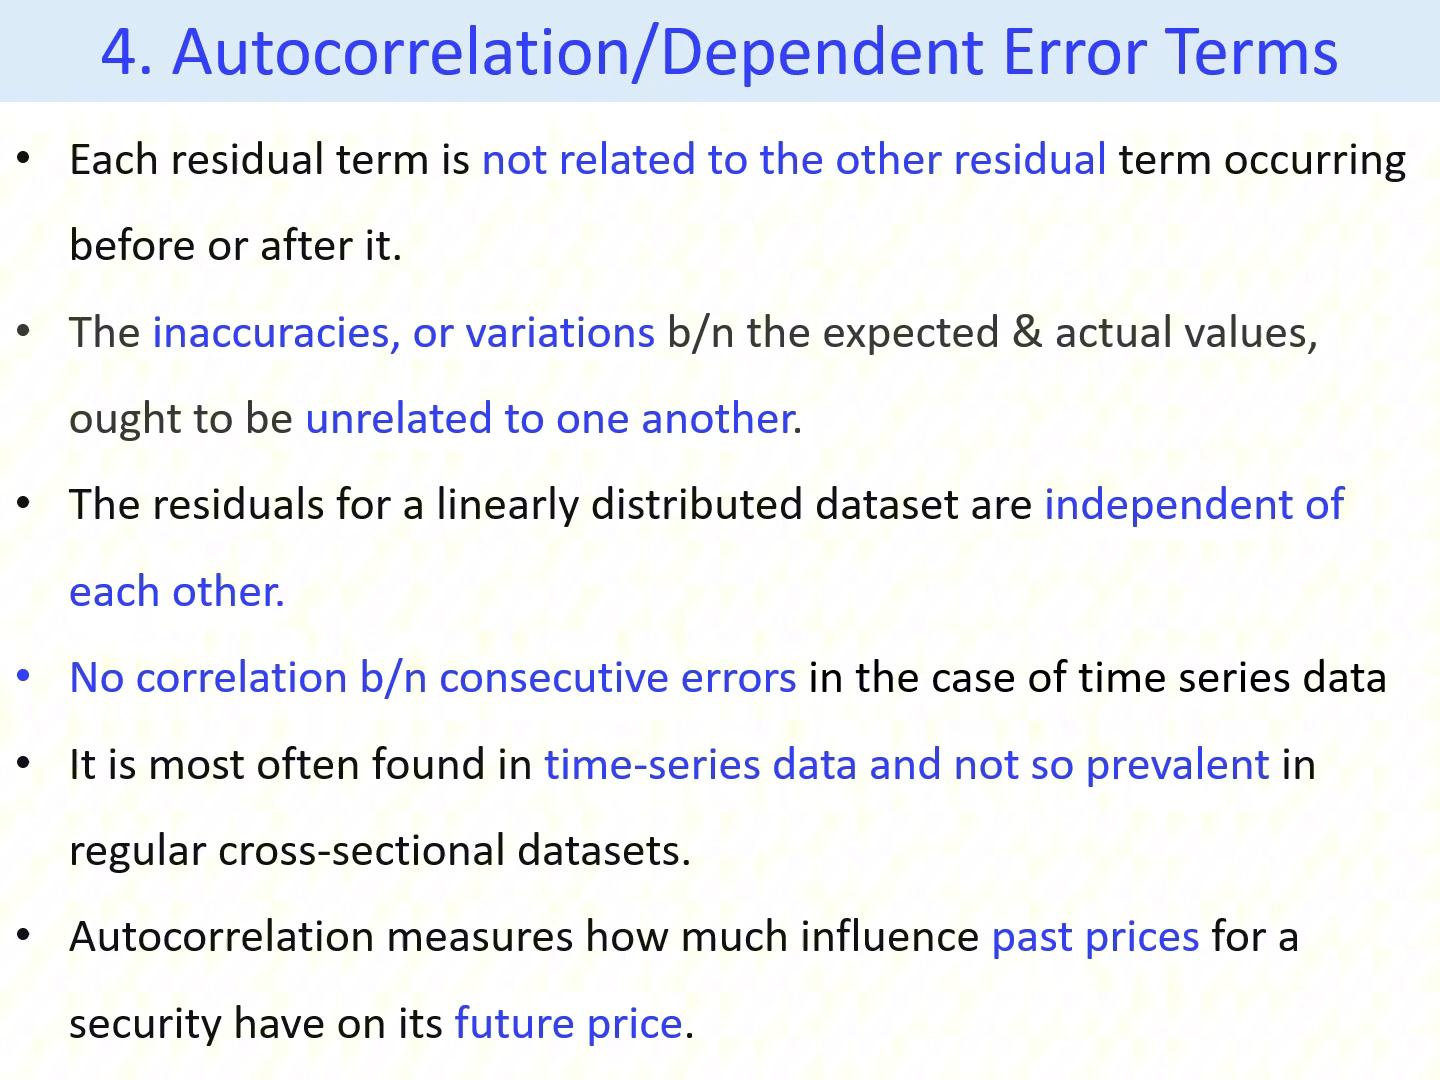 4. Autocorrelation/Dependent Error Terms
• Each residual term is not related to the other residual term occurring
before or after it.
• The inaccuracies, or variations b/n the expected & actual values,
ought to be unrelated to one another.
• The residuals for a linearly distributed dataset are independent of
each other.
• No correlation b/n consecutive errors in the case of time series data
• It is most often found in time-series data and not so prevalent in
regular cross-sectional datasets.
• Autocorrelation measures how much influence past prices for a
security have on its future price.